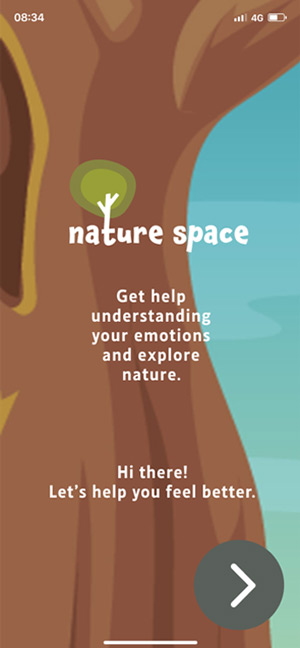 08:34 4G
nature space
Get help
understanding
your emotions
and explore
nature.
Hi there!
Let's help you feel better.